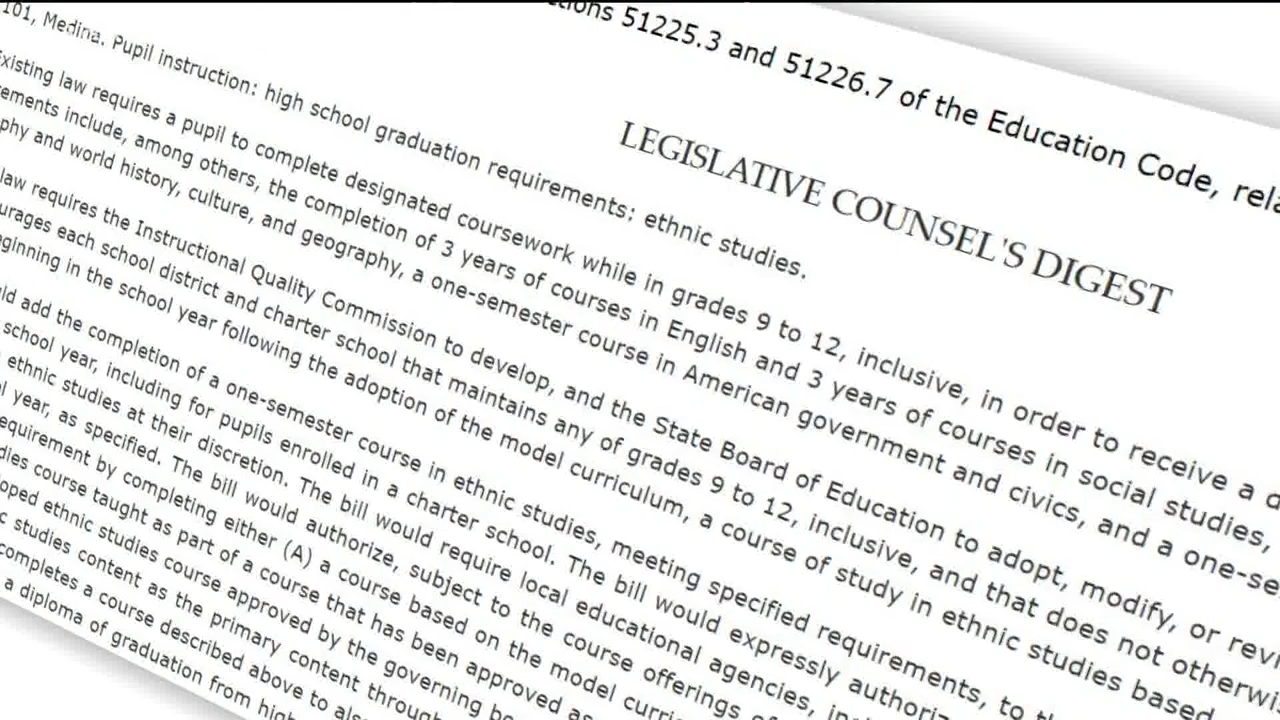 tions 51225.3 and 51226.7 of the Education Code, rela
LEGISLATIVE COUNSEL'S DIGEST
101, Medina. Pupil instruction: high school graduation requirements: ethnic studies.
Existing law requires a pupil to complete designated coursework while in grades 9 to 12, inclusive, in order to receive a d
ements include, among others, the completion of 3 years of courses in English and 3 years of courses in social studies,
phy and world history, culture, and geography, a one-semester course in American government and civics, and a one-se
law requires the Instructional Quality Commission to develop, and the State Board of Education to adopt, modify, or revi
urages each school district and charter school that maintains any of grades 9 to 12, inclusive, and that does not otherwis
eginning in the school year following the adoption of the model curriculum, a course of study in ethnic studies based
ld add the completion of a one-semester course in ethnic studies, meeting specified requirements, to th
school year, including for pupils enrolled in a charter school. The bill would expressly authoriz
ethnic studies at their discretion. The bill would require local educational agencies, incl
l year, as specified. The bill would authorize, subject to the course offerings of
equirement by completing either (A) a course based on the model curric
dies course taught as part of a course that has been approved as
oped ethnic studies course approved by the governing bo
c studies content as the primary content through
completes a course described above to also
a diploma of graduation from high